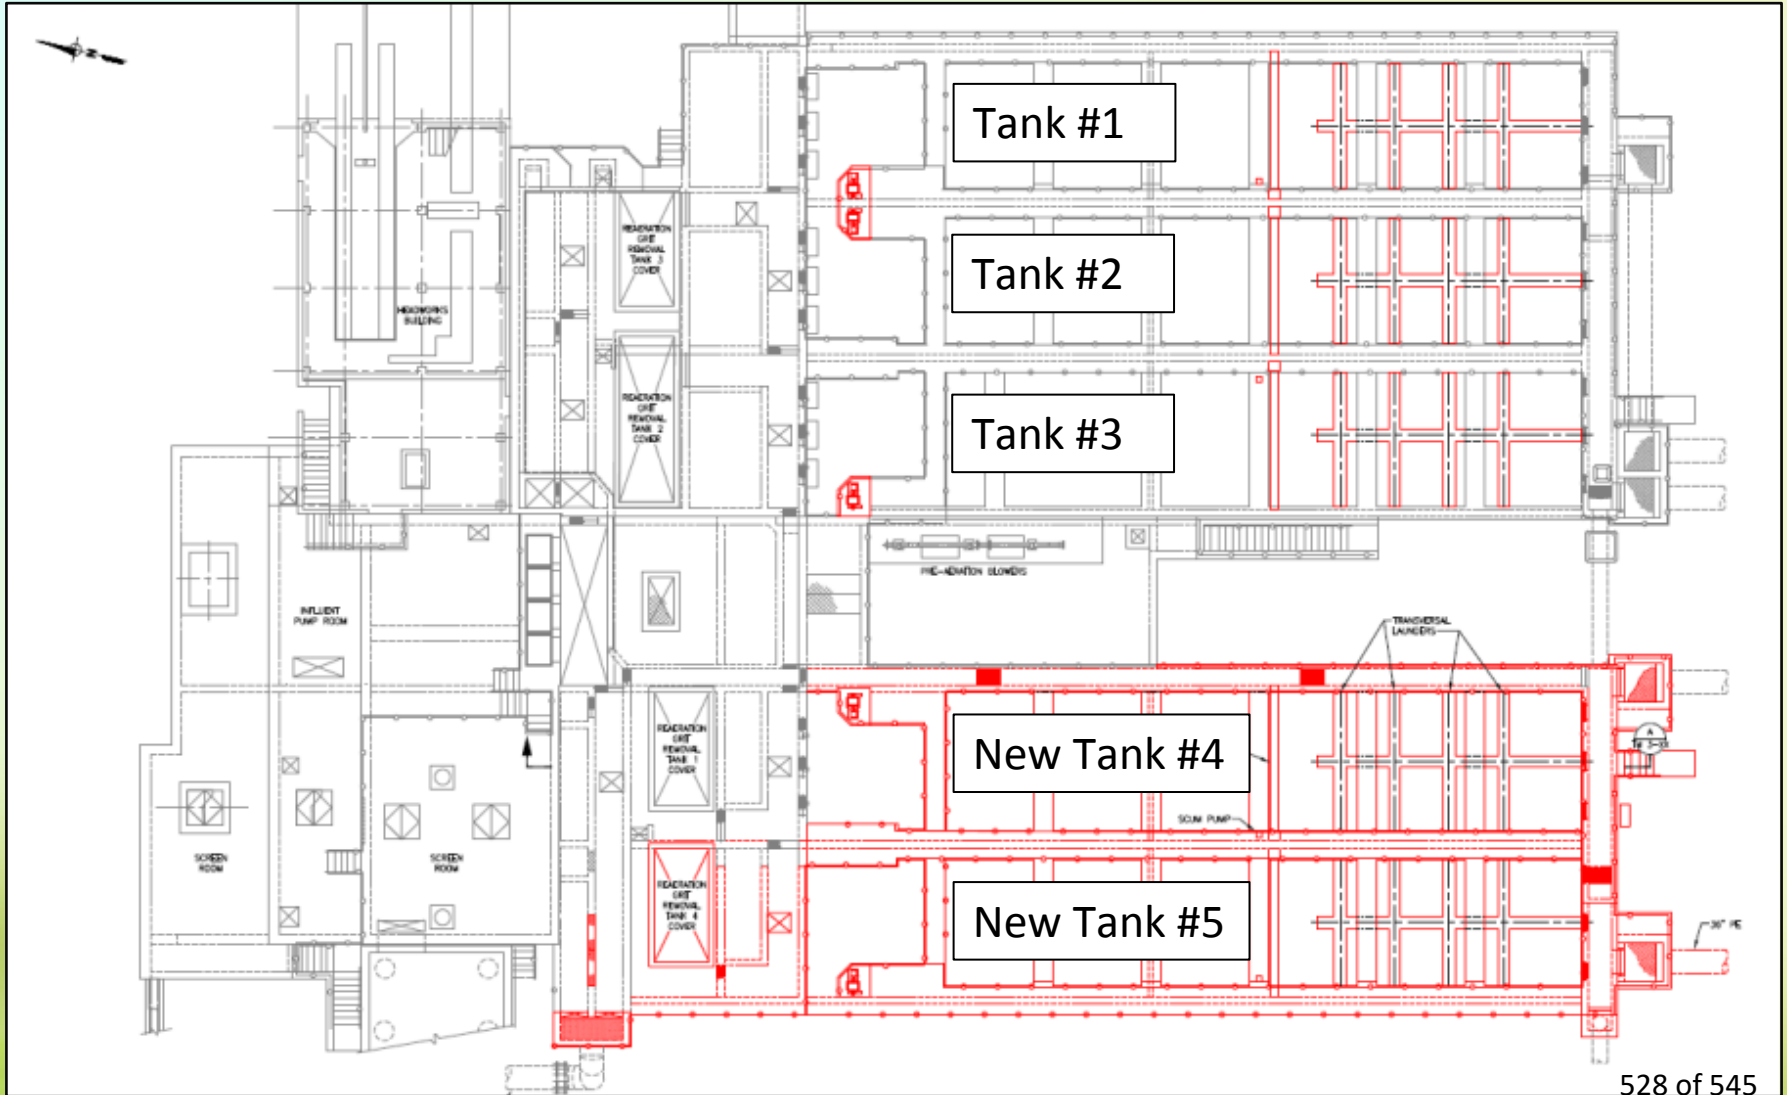 N
Tank #1
REAERATION
GRIT
REMOVAL
TANK 3
COVER
Tank #2
HEADWORKS
BUILDING
REAERATION
GRIT
REMOVAL
TANK 2
COVER
Tank #3
PRE-AERATION BLOWERS
INFLUENT
PUMP ROOM
TRANSVERSAL
LAUNDERS
REAERATION
GRIT
REMOVAL
TANK 1
COVER
New Tank #4
A
SCUM PUMP
SCREEN
ROOM
SCREEN
ROOM
REAERATION
GRIT
REMOVAL
TANK 4
COVER
New Tank #5
36" PE
528 of 545